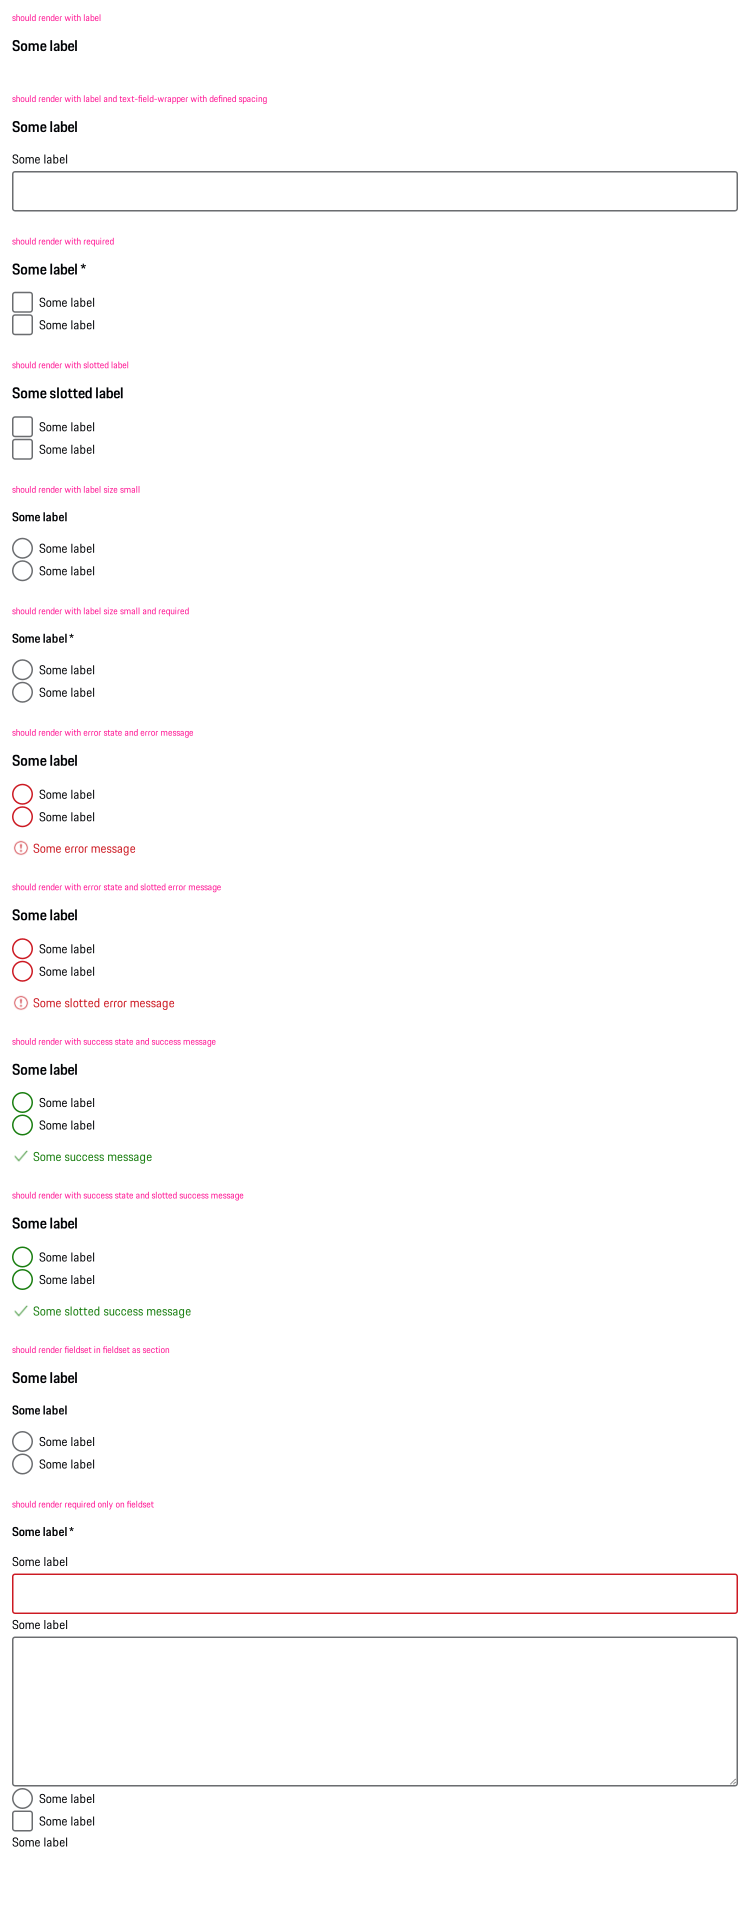 should render with label
Some label
should render with label and text-field-wrapper with defined spacing
Some label
Some label
should render with required
Some label *
Some label
Some label
should render with slotted label
Some slotted label
Some label
Some label
should render with label size small
Some label
Some label
Some label
should render with label size small and required
Some label *
Some label
Some label
should render with error state and error message
Some label
Some label
Some label
Some error message
should render with error state and slotted error message
Some label
Some label
Some label
Some slotted error message
should render with success state and success message
Some label
Some label
Some label
Some success message
should render with success state and slotted success message
Some label
Some label
Some label
Some slotted success message
should render fieldset in fieldset as section
Some label
Some label
Some label
Some label
should render required only on fieldset
Some label *
Some label
Some label
Some label
Some label
Some label